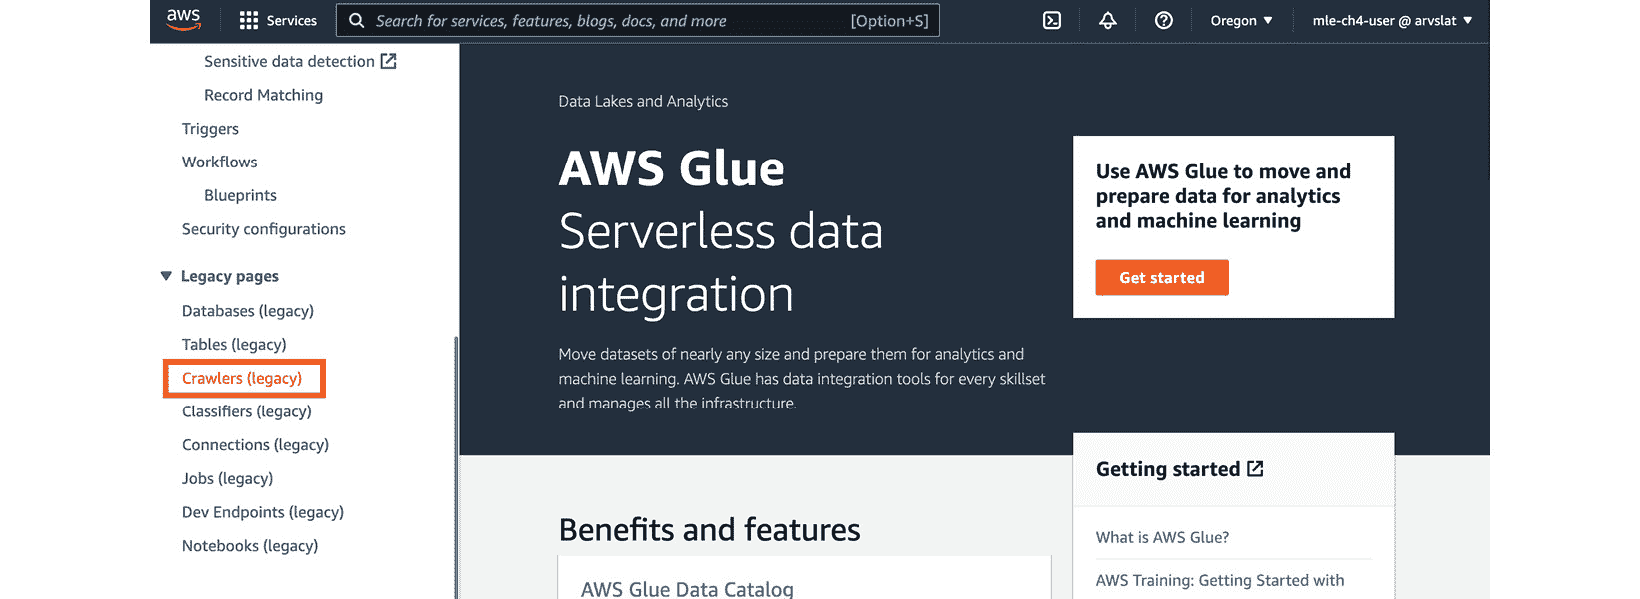 aws Services Search for services, features, blogs, docs, and more [Option+S] Oregon ▼ mle-ch4-user @ arvslat ▼
Sensitive data detection
Record Matching
Triggers
Workflows
Blueprints
Security configurations
▼ Legacy pages
Databases (legacy)
Tables (legacy)
Crawlers (legacy)
Classifiers (legacy)
Connections (legacy)
Jobs (legacy)
Dev Endpoints (legacy)
Notebooks (legacy)
Data Lakes and Analytics
AWS Glue
Serverless data
integration
Move datasets of nearly any size and prepare them for analytics and
machine learning. AWS Glue has data integration tools for every skillset
and manages all the infrastructure.
Use AWS Glue to move and
prepare data for analytics
and machine learning
Get started
Benefits and features
AWS Glue Data Catalog
Getting started
What is AWS Glue?
AWS Training: Getting Started with